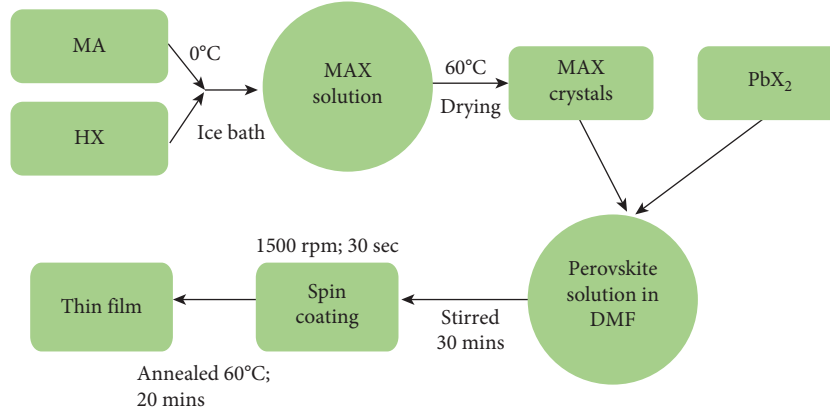 MA
HX
0°C
Ice bath
MAX
solution
60°C
Drying
MAX
crystals
PbX₂
Perovskite
solution in
DMF
Stirred
30 mins
1500 rpm; 30 sec
Spin
coating
Annealed 60°C;
20 mins
Thin film